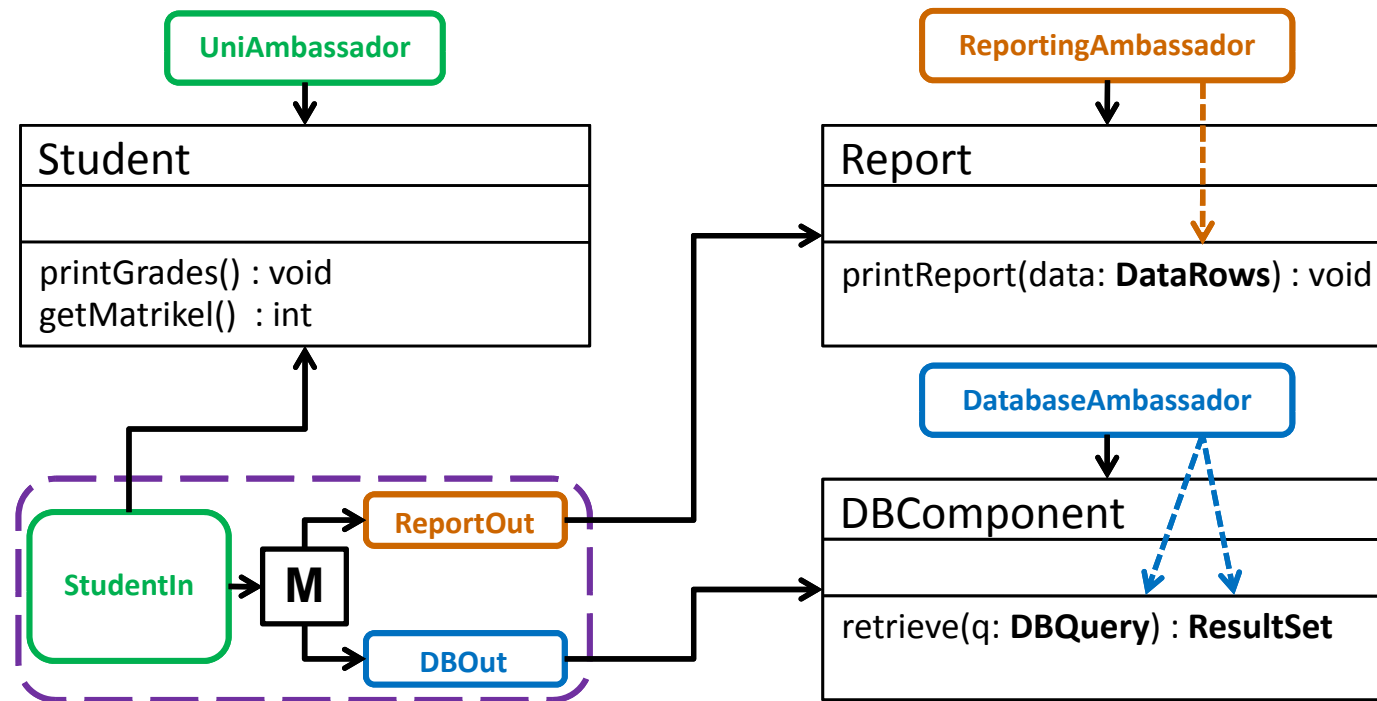 UniAmbassador
ReportingAmbassador
Student
Report
printGrades() : void
getMatrikel() : int
printReport(data: DataRows) : void
DatabaseAmbassador
DBComponent
retrieve(q: DBQuery) : ResultSet
StudentIn
M
ReportOut
DBOut